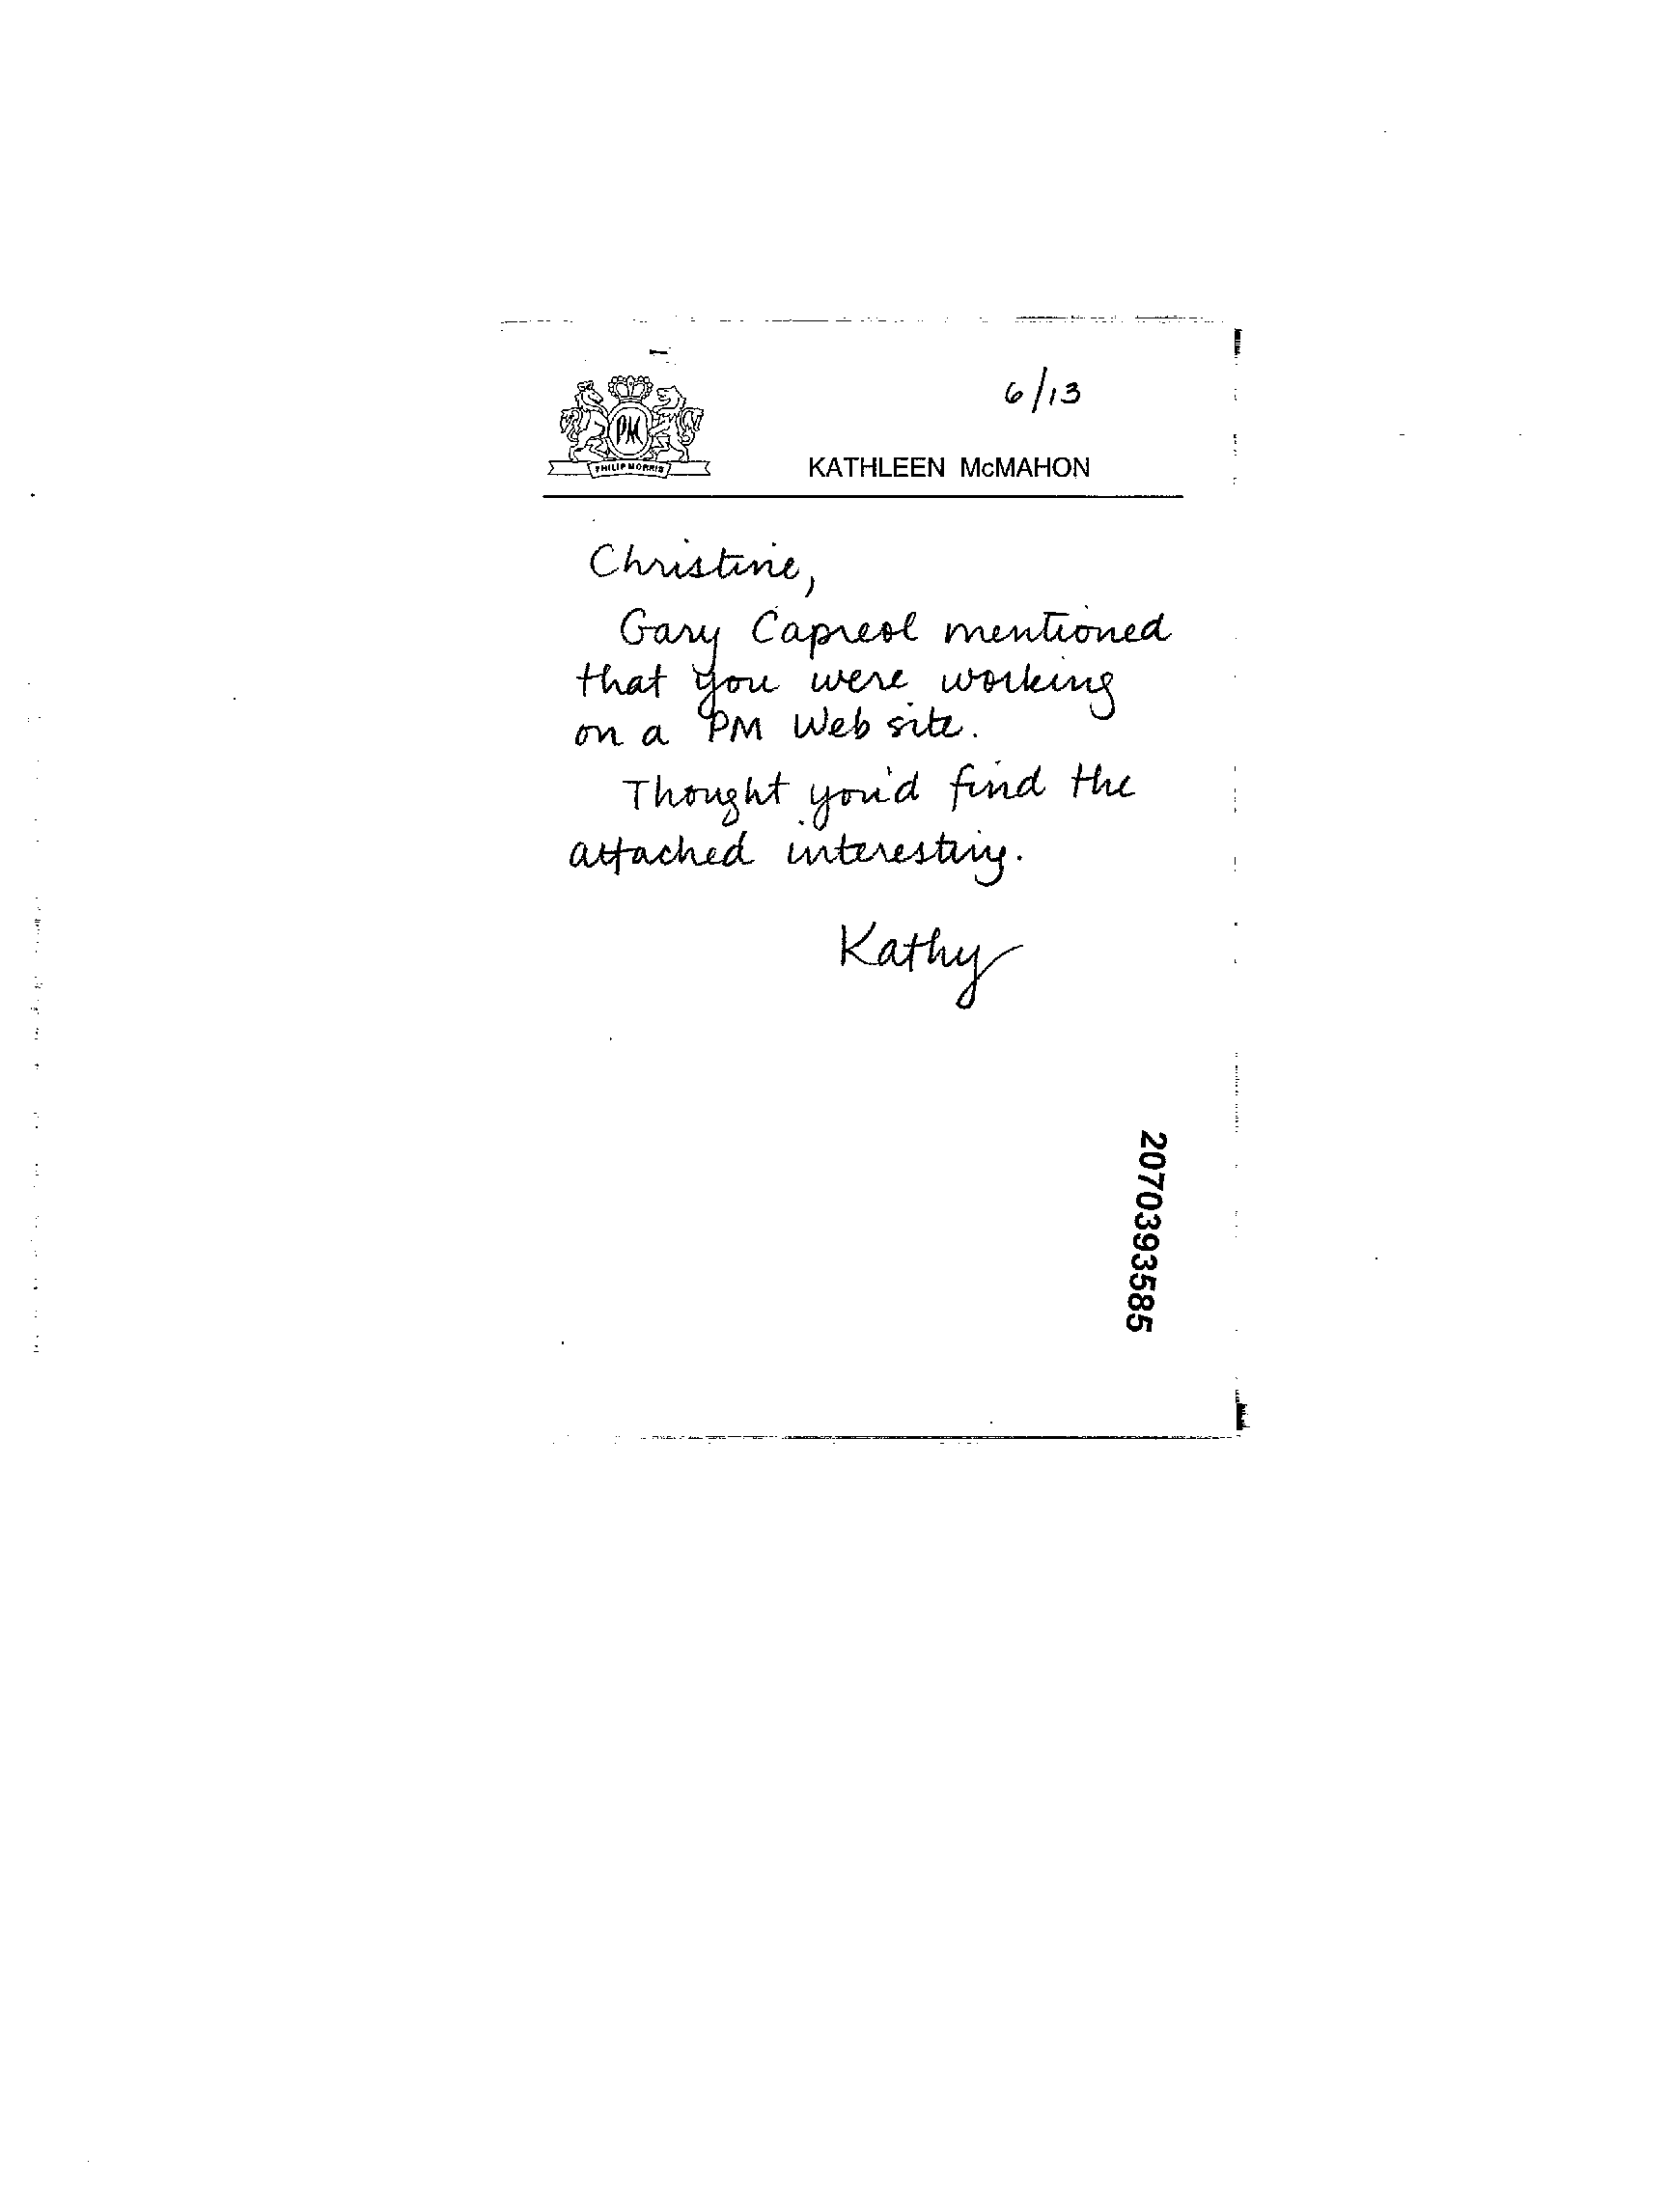 6/13
PM
PHILIP MORRIS
KATHLEEN McMAHON
Christine,
Gary Capreol mentioned
that you were working
on a PM Web site.
Thought you'd find the
attached interesting.
Kathy
2070393585